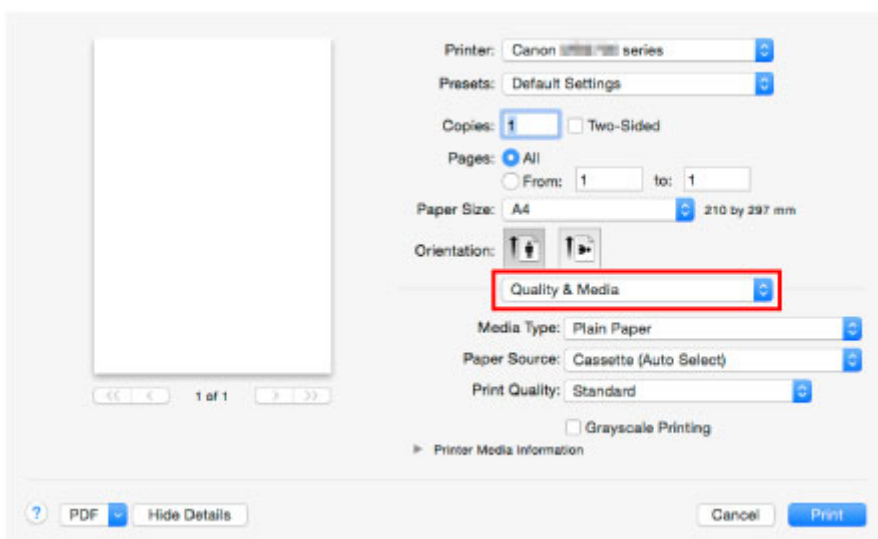 Printer: Canon series
Presets: Default Settings
Copies: 1 Two-Sided
Pages: All
From: 1 to: 1
Paper Size: A4 210 by 297 mm
Orientation:
Quality & Media
Media Type: Plain Paper
Paper Source: Cassette (Auto Select)
Print Quality: Standard
1 of 1
Grayscale Printing
Printer Media Information
? PDF Hide Details Cancel Print